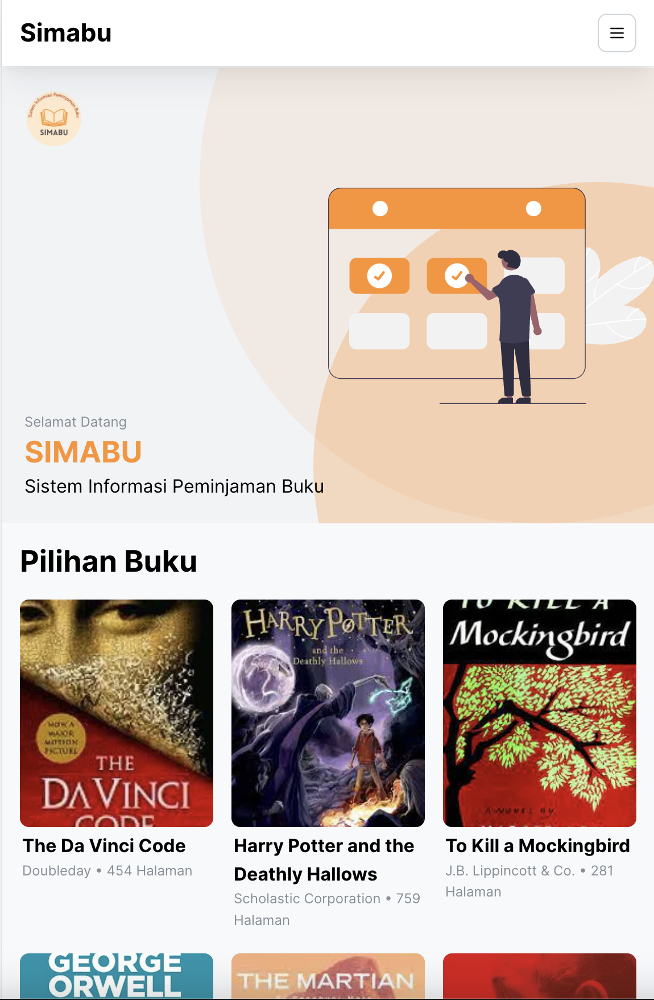 Simabu
Sistem Informasi Peminjaman Buku
SIMABU
Selamat Datang
SIMABU
Sistem Informasi Peminjaman Buku
Pilihan Buku
NOW A
MAJOR
MOTION
PICTURE
THE
DA VINCI
CODE
HARRY POTTER
and the
Deathly Hallows
TO KILL A
Mockingbird
A NOVEL BY
The Da Vinci Code
Doubleday • 454 Halaman
Harry Potter and the
Deathly Hallows
Scholastic Corporation • 759
Halaman
To Kill a Mockingbird
J.B. Lippincott & Co. • 281
Halaman
GEORGE
ORWELL
THE MARTIAN